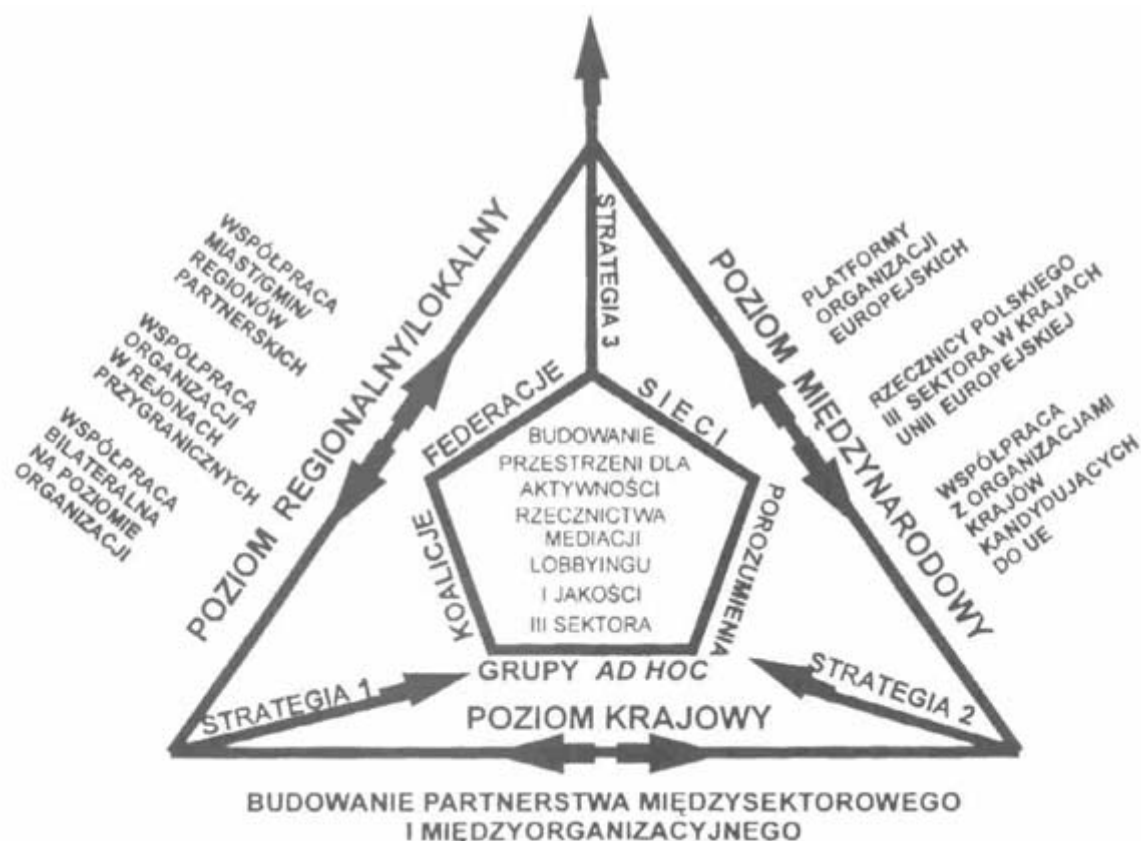 WSPÓŁPRACA
MIAST/GMIN/
REGIONÓW
PARTNERSKICH
WSPÓŁPRACA
ORGANIZACJI
W REJONACH
PRZYGRANICZNYCH
WSPÓŁPRACA
BILATERALNA
NA POZIOMIE
ORGANIZACJI
POZIOM REGIONALNY/LOKALNY
STRATEGIA 3
POZIOM MIĘDZYNARODOWY
PLATFORMY
ORGANIZACJI
EUROPEJSKICH
RZECZNICY POLSKIEGO
III SEKTORA W KRAJACH
UNII EUROPEJSKIEJ
WSPÓŁPRACA
Z ORGANIZACJAMI
KRAJÓW
KANDYDUJĄCYCH
DO UE
FEDERACJE
SIECI
KOALICJE
POROZUMIENIA
BUDOWANIE
PRZESTRZENI DLA
AKTYWNOŚCI
RZECZNICTWA
MEDIACJI
LOBBYINGU
I JAKOŚCI
III SEKTORA
GRUPY AD HOC
STRATEGIA 1
STRATEGIA 2
POZIOM KRAJOWY
BUDOWANIE PARTNERSTWA MIĘDZYSEKTOROWEGO
I MIĘDZYORGANIZACYJNEGO